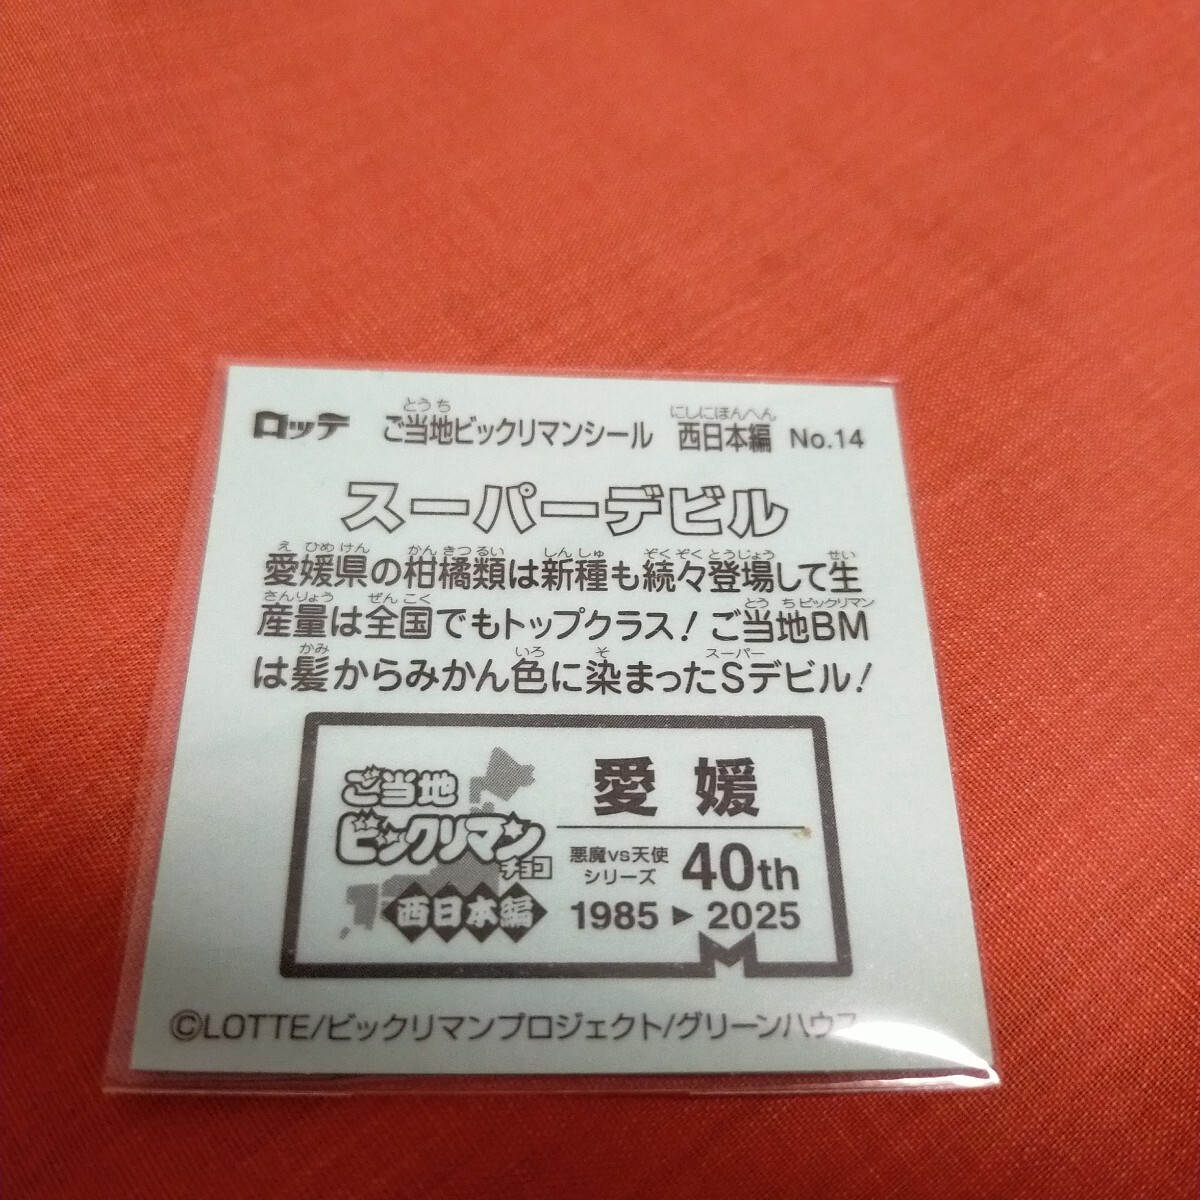 ロッテ ご当地ビックリマンシール 西日本編 No.14
スーパーデビル
愛媛県の柑橘類は新種も続々登場して生
産量は全国でもトップクラス！ご当地BM
は髪からみかん色に染まったSデビル！
ご当地
ビックリマン
チョコ
西日本編
愛媛
悪魔vs天使
シリーズ
40th
1985▶2025
©LOTTE/ビックリマンプロジェクト/グリーンハウス